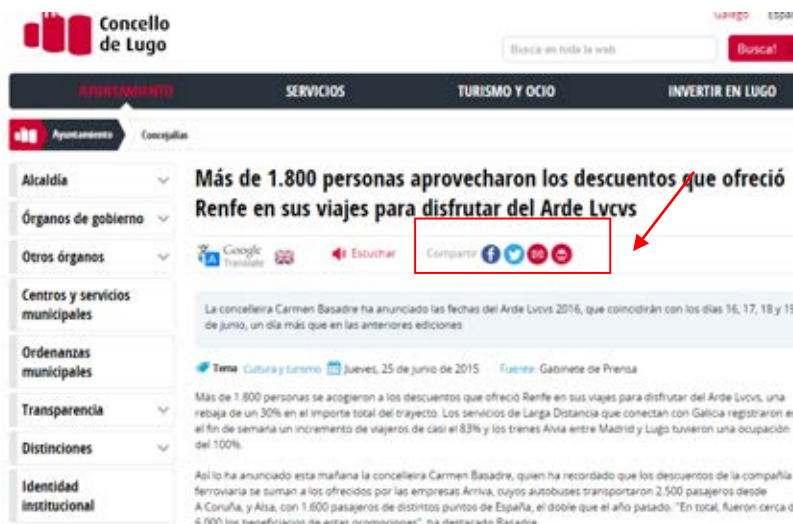 Concello
de Lugo
Galego Españ
Busca en toda la web
Busca!
AYUNTAMIENTO SERVICIOS TURISMO Y OCIO INVERTIR EN LUGO
Ayuntamiento Concejalías
Alcaldía
Órganos de gobierno
Otros órganos
Centros y servicios
municipales
Ordenanzas
municipales
Transparencia
Distinciones
Identidad
institucional
Más de 1.800 personas aprovecharon los descuentos que ofreció
Renfe en sus viajes para disfrutar del Arde Lvcvs
Google
Translate
Escuchar Compartir
La concelleira Carmen Basadre ha anunciado las fechas del Arde Lvcvs 2016, que coincidirán con los días 16, 17, 18 y 19
de junio, un día más que en las anteriores ediciones
Tema Cultura y turismo Jueves, 25 de junio de 2015 Fuente: Gabinete de Prensa
Más de 1.800 personas se acogieron a los descuentos que ofreció Renfe en sus viajes para disfrutar del Arde Lvcvs, una
rebaja de un 30% en el importe total del trayecto. Los servicios de Larga Distancia que conectan con Galicia registraron e
el fin de semana un incremento de viajeros de casi el 83% y los trenes Alvia entre Madrid y Lugo tuvieron una ocupación
del 100%.
Así lo ha anunciado esta mañana la concelleira Carmen Basadre, quien ha recordado que los descuentos de la compañía
ferroviaria se suman a los ofrecidos por las empresas Arriva, cuyos autobuses transportaron 2.500 pasajeros desde
A Coruña, y Alsa, con 1.600 pasajeros de distintos puntos de España, el doble que el año pasado. "En total, fueron cerca d
6.000 los beneficiarios de estas promociones", ha destacado Basadre